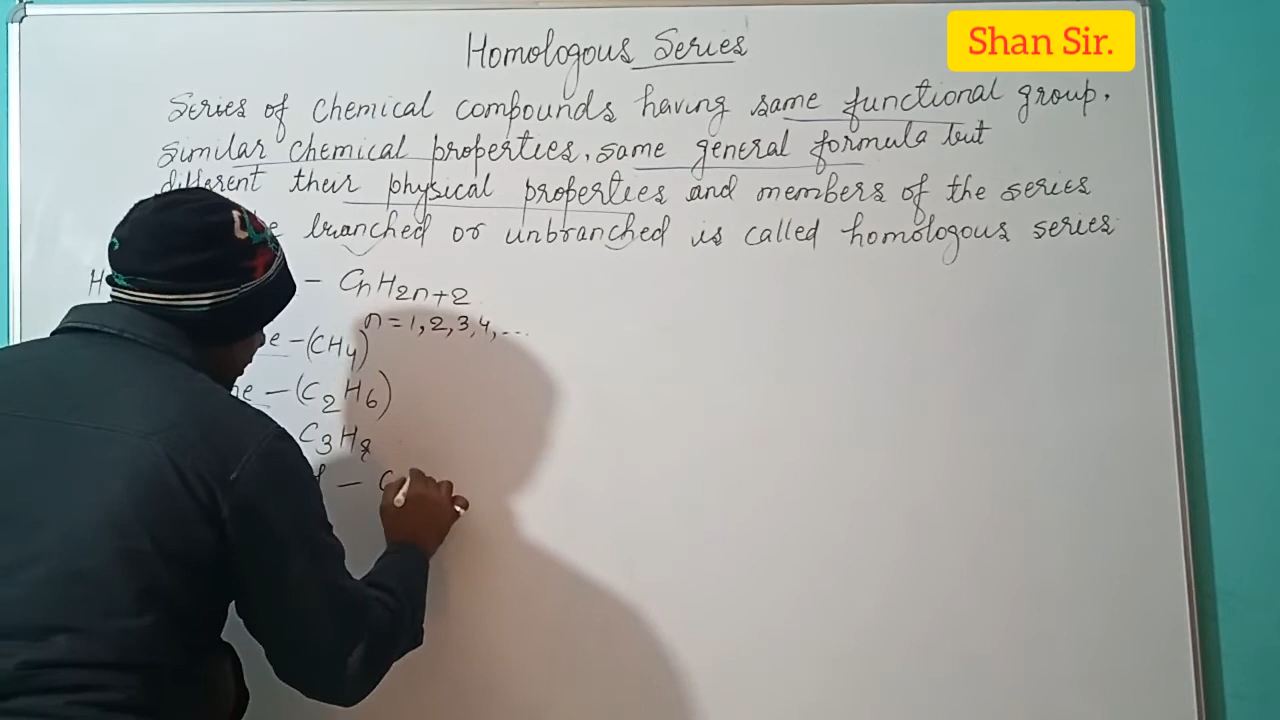 Homologous Series
Shan Sir.
Series of chemical compounds having same functional group,
similar chemical properties, same general formula but
different their physical properties and members of the series
branched or unbranched is called homologous series
H - CnH2n+2
n=1,2,3,4,...
e -(CH4)
ne - (C2H6)
C3H8
- C